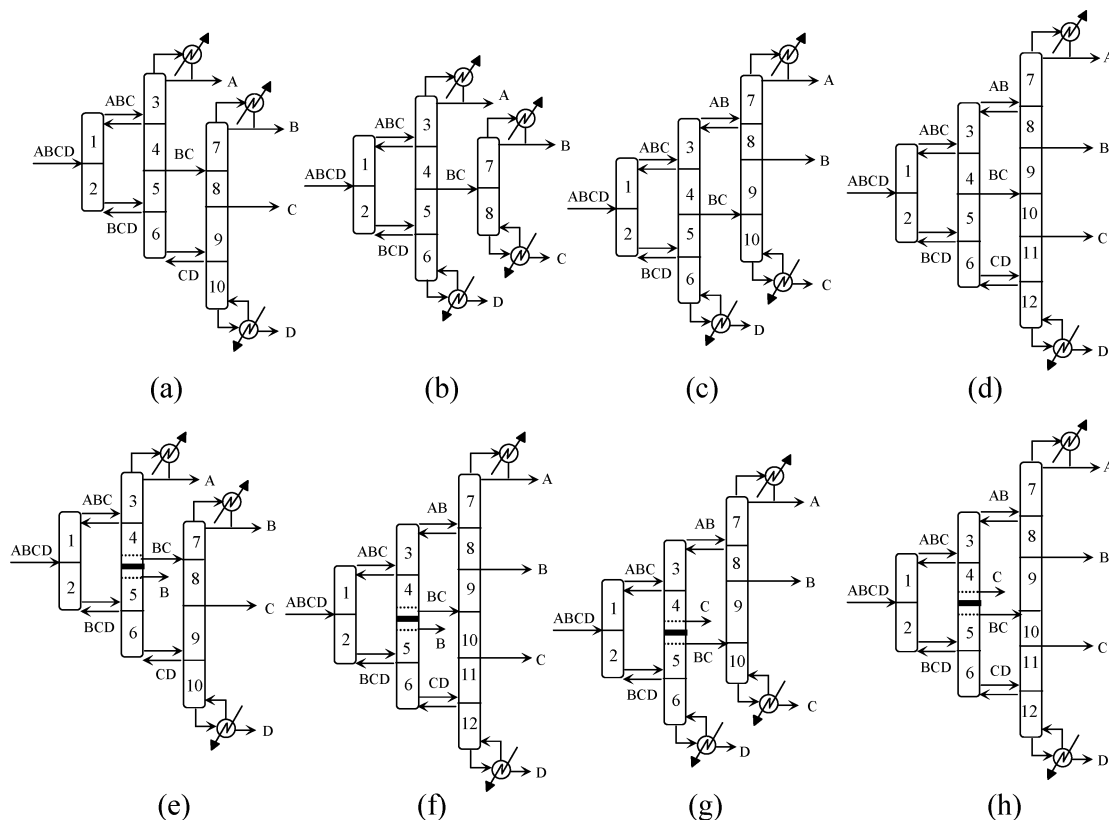 ABCD
1
2
ABC
BCD
3
4
5
6
A
BC
CD
7
8
9
10
B
C
D
(a)
ABCD
1
2
ABC
BCD
3
4
5
6
A
BC
7
8
B
C
D
(b)
ABCD
1
2
ABC
BCD
3
4
5
6
AB
BC
7
8
9
10
A
B
C
D
(c)
ABCD
1
2
ABC
BCD
3
4
5
6
AB
BC
CD
7
8
9
10
11
12
A
B
C
D
(d)
ABCD
1
2
ABC
BCD
3
4
5
6
A
BC
B
CD
7
8
9
10
B
C
D
(e)
ABCD
1
2
ABC
BCD
3
4
5
6
AB
BC
B
CD
7
8
9
10
11
12
A
B
C
D
(f)
ABCD
1
2
ABC
BCD
3
4
5
6
AB
C
BC
7
8
9
10
A
B
C
D
(g)
ABCD
1
2
ABC
BCD
3
4
5
6
AB
C
BC
CD
7
8
9
10
11
12
A
B
C
D
(h)